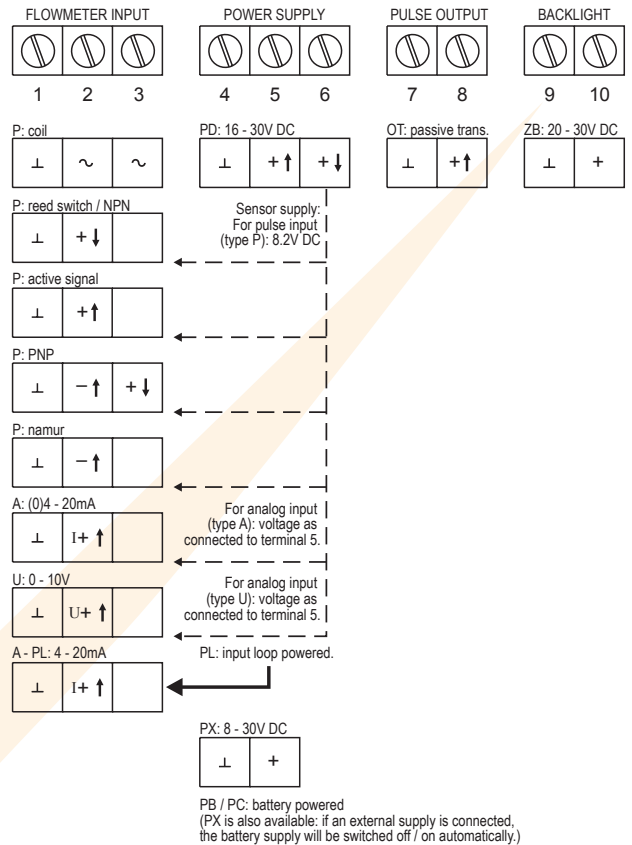 FLOWMETER INPUT POWER SUPPLY PULSE OUTPUT BACKLIGHT
1 2 3 4 5 6 7 8 9 10
P: coil PD: 16 - 30V DC OT: passive trans. ZB: 20 - 30V DC
⊥ ~ ~ ⊥ +↑ +↓ ⊥ +↑ ⊥ +
P: reed switch / NPN
⊥ +↓
Sensor supply:
For pulse input
(type P): 8.2V DC
P: active signal
⊥ +↑
P: PNP
⊥ −↑ +↓
P: namur
⊥ −↑
A: (0)4 - 20mA
⊥ I+ ↑
For analog input
(type A): voltage as
connected to terminal 5.
U: 0 - 10V
⊥ U+ ↑
For analog input
(type U): voltage as
connected to terminal 5.
A - PL: 4 - 20mA PL: input loop powered.
⊥ I+ ↑
PX: 8 - 30V DC
⊥ +
PB / PC: battery powered
(PX is also available: if an external supply is connected,
the battery supply will be switched off / on automatically.)